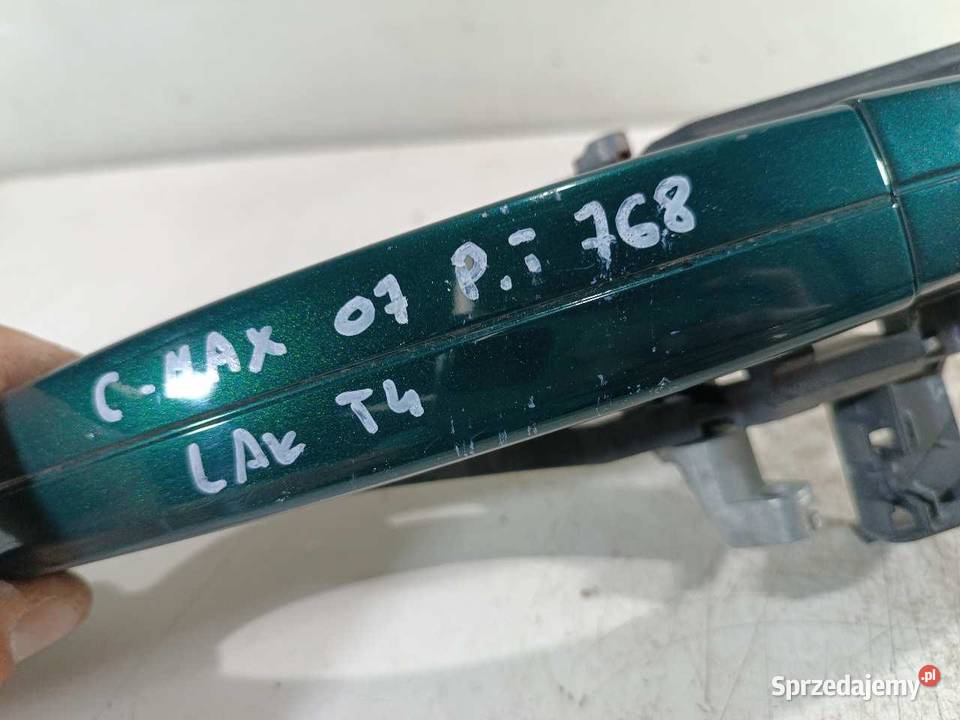 C-MAX 07 P.T 768
LAK T4
Sprzedajemy.pl